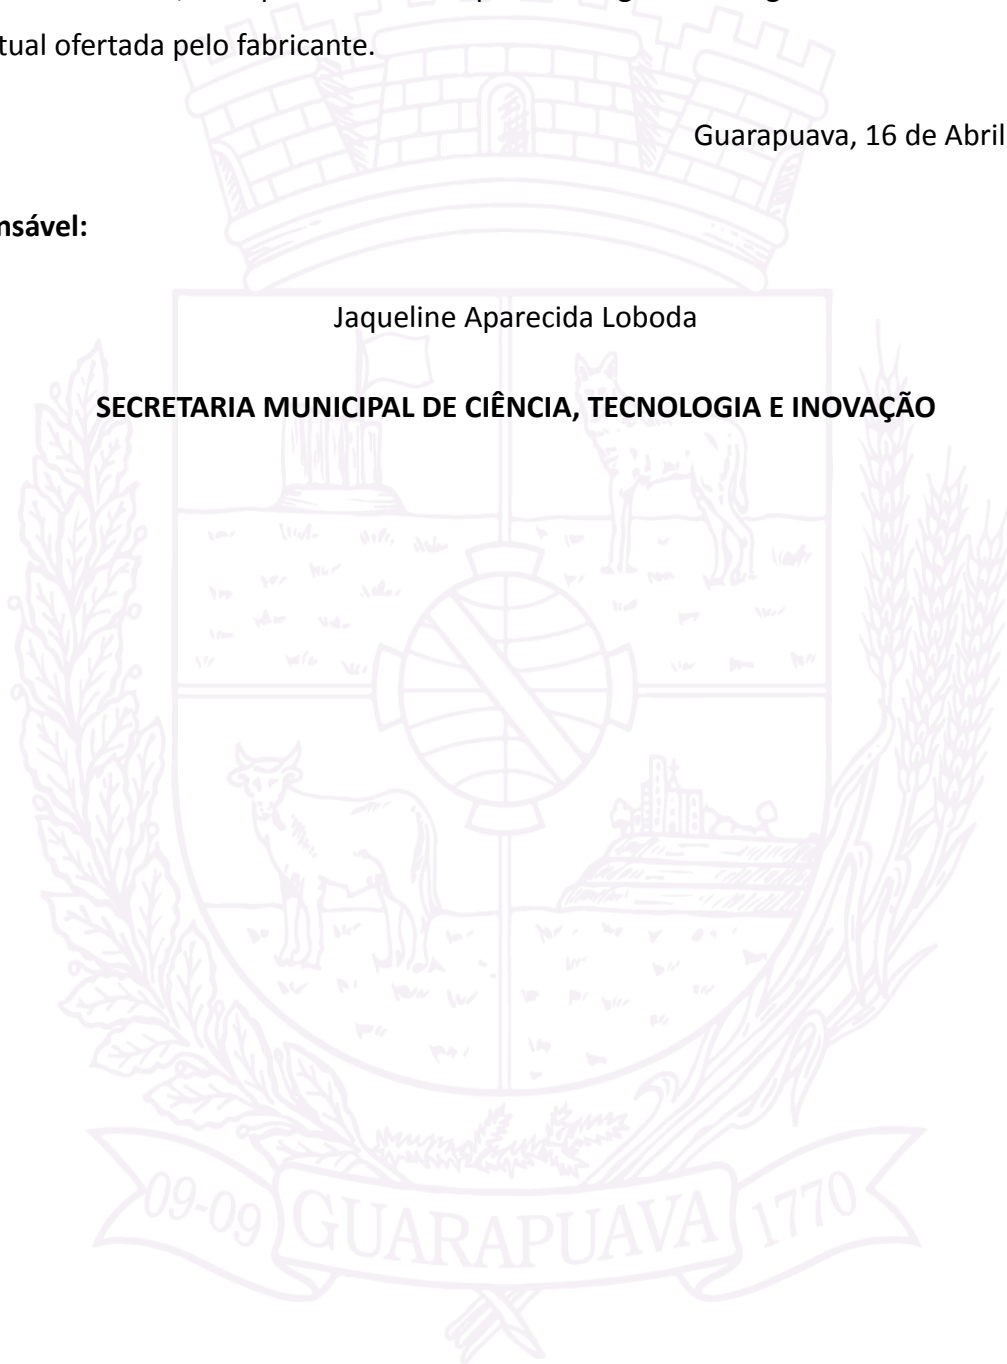 tual ofertada pelo fabricante.
Guarapuava, 16 de Abril
nsável:
Jaqueline Aparecida Loboda
SECRETARIA MUNICIPAL DE CIÊNCIA, TECNOLOGIA E INOVAÇÃO
09-09 GUARAPUAVA 1770